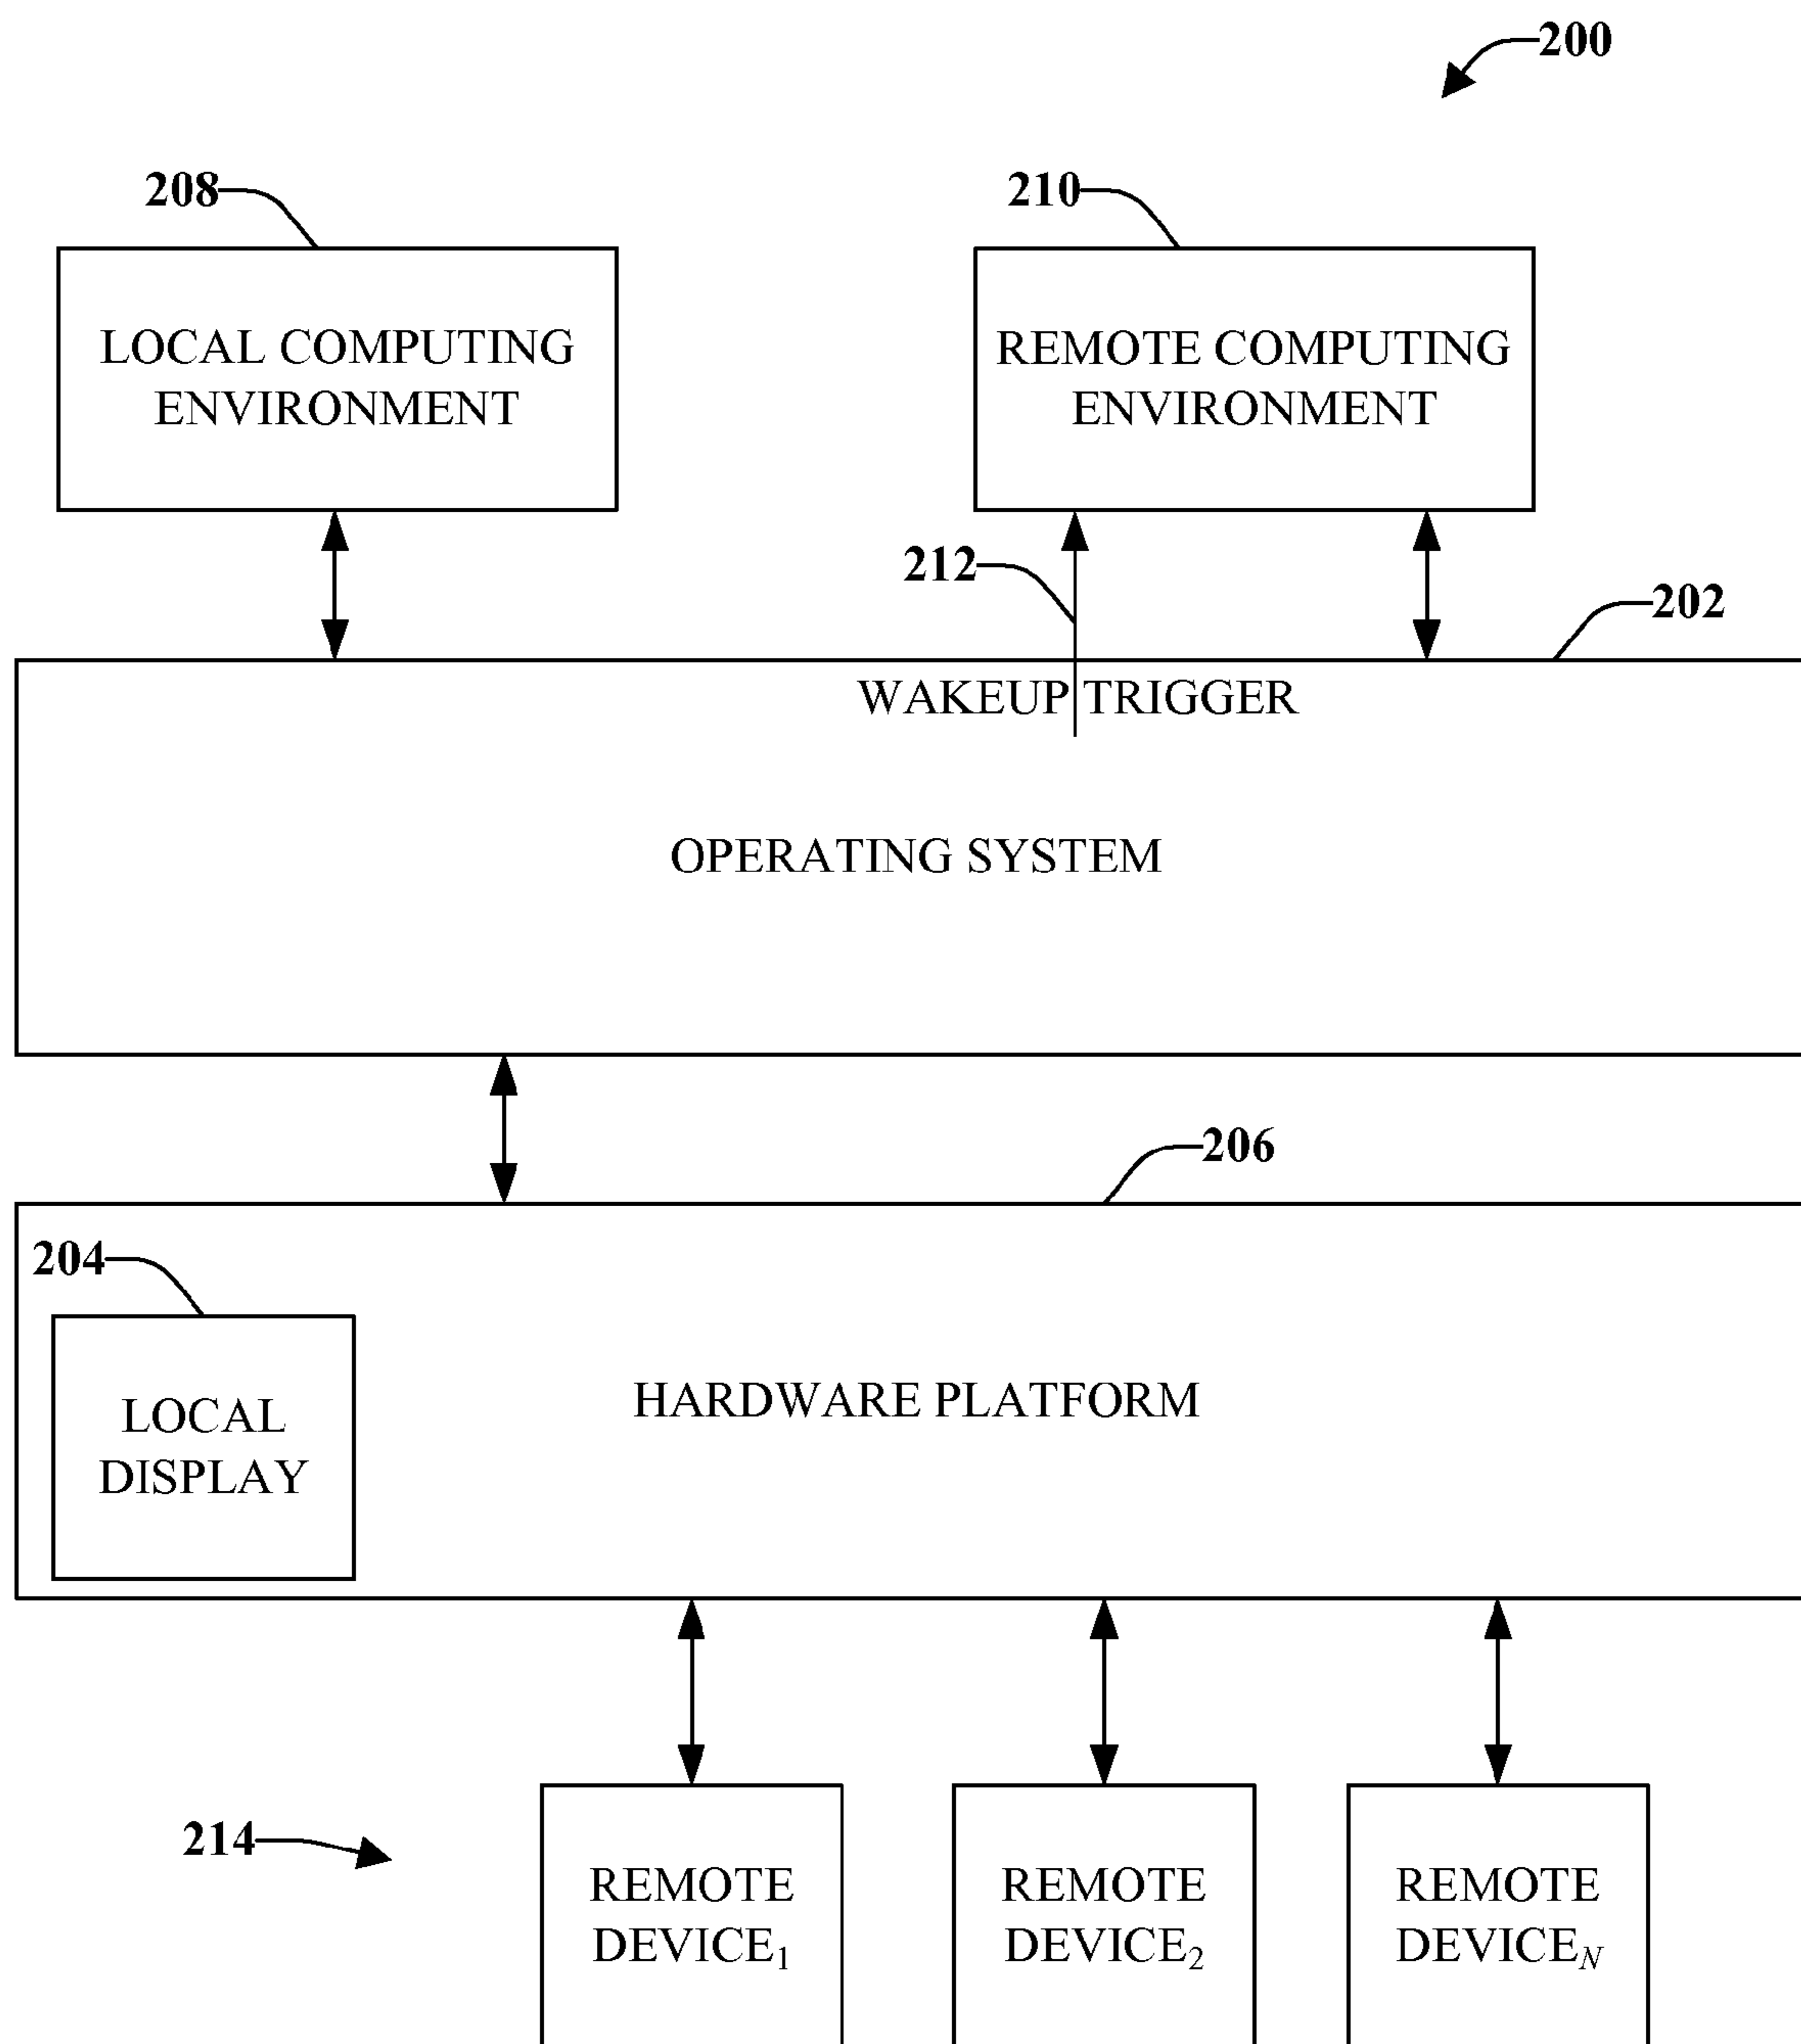 200
208
210
LOCAL COMPUTING
ENVIRONMENT
REMOTE COMPUTING
ENVIRONMENT
212
202
WAKEUP TRIGGER
OPERATING SYSTEM
206
204
LOCAL
DISPLAY
HARDWARE PLATFORM
214
REMOTE
DEVICE1
REMOTE
DEVICE2
REMOTE
DEVICEN